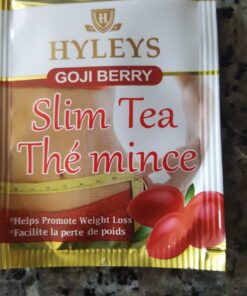 H
HYLEYS
GOJI BERRY
Slim Tea
Thé mince
*Helps Promote Weight Loss
*Facilite la perte de poids